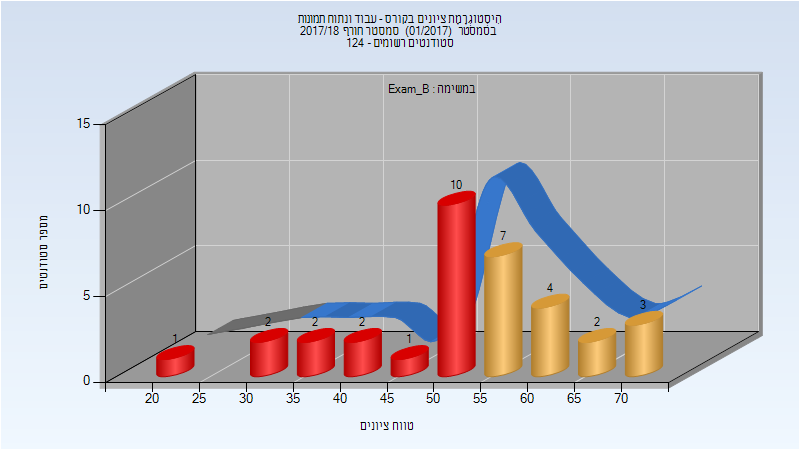 היסטוגרמת ציונים בקורס - עבוד ונתוח תמונות
בסמסטר (01/2017) סמסטר חורף 2017/18
סטודנטים רשומים - 124
במשימה : Exam_B
מספר סטודנטים
15
10
5
0
1
2
2
2
1
10
7
4
2
3
20 25 30 35 40 45 50 55 60 65 70
טווח ציונים